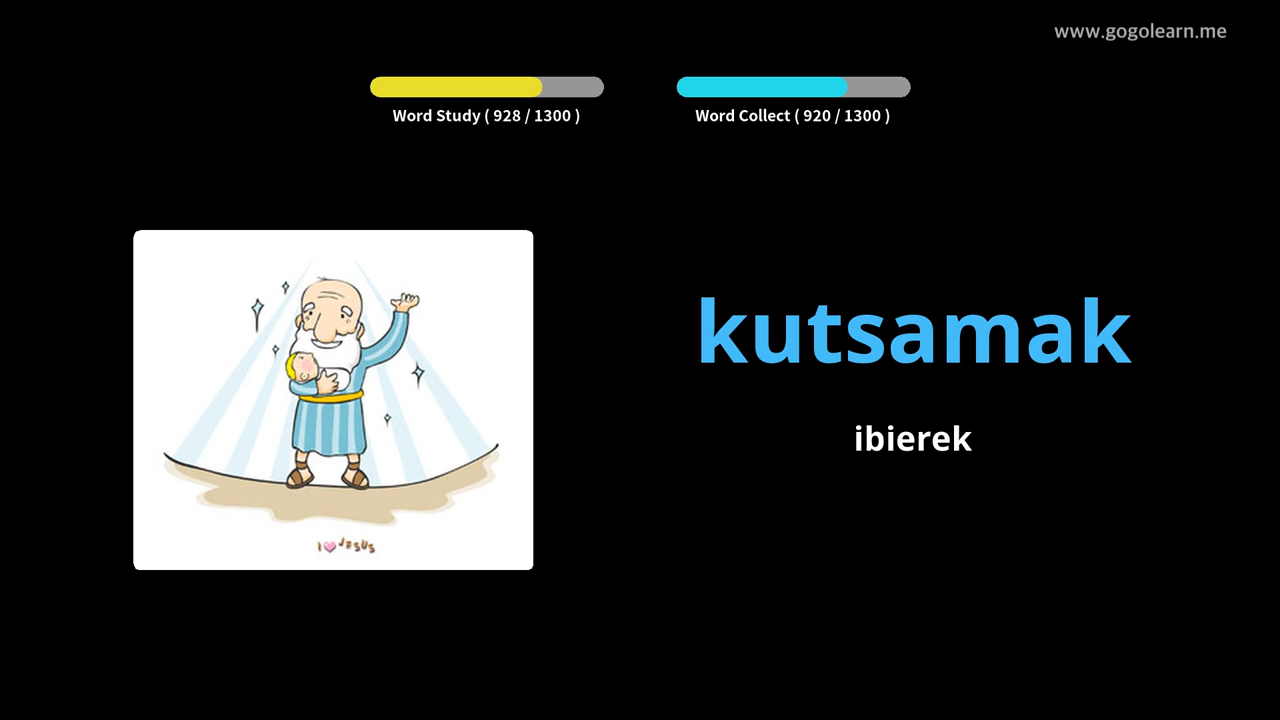 www.gogolearn.me
Word Study ( 928 / 1300 )
Word Collect ( 920 / 1300 )
kutsamak
ibierek
I JESUS